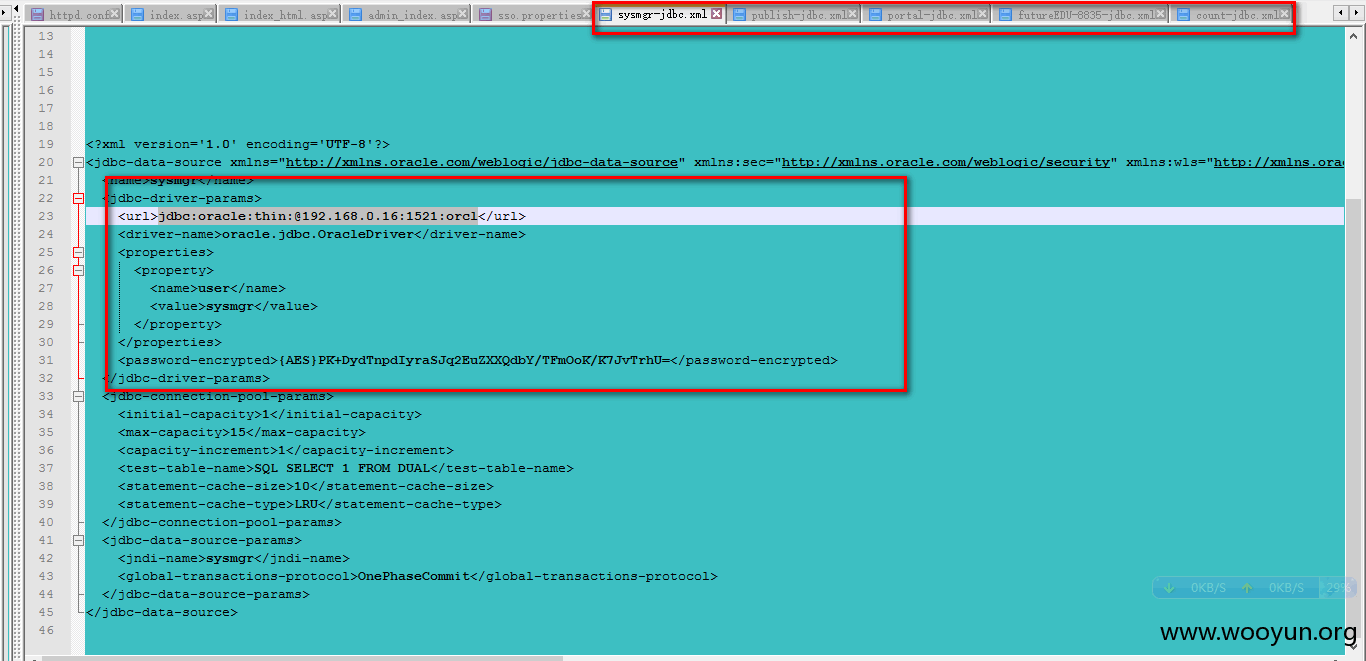 httpd.conf index.asp index_html.asp admin_index.asp sso.properties sysmgr-jdbc.xml publish-jdbc.xml portal-jdbc.xml futureEDU-8835-jdbc.xml count-jdbc.xml
13
14
15
16
17
18
19 <?xml version='1.0' encoding='UTF-8'?>
20 <jdbc-data-source xmlns="http://xmlns.oracle.com/weblogic/jdbc-data-source" xmlns:sec="http://xmlns.oracle.com/weblogic/security" xmlns:wls="http://xmlns.orac
21 <name>sysmgr</name>
22 <jdbc-driver-params>
23 <url>jdbc:oracle:thin:@192.168.0.16:1521:orcl</url>
24 <driver-name>oracle.jdbc.OracleDriver</driver-name>
25 <properties>
26 <property>
27 <name>user</name>
28 <value>sysmgr</value>
29 </property>
30 </properties>
31 <password-encrypted>{AES}PK+DydTnpdIyraSJq2EuZXXQdbY/TFmOoK/K7JvTrhU=</password-encrypted>
32 </jdbc-driver-params>
33 <jdbc-connection-pool-params>
34 <initial-capacity>1</initial-capacity>
35 <max-capacity>15</max-capacity>
36 <capacity-increment>1</capacity-increment>
37 <test-table-name>SQL SELECT 1 FROM DUAL</test-table-name>
38 <statement-cache-size>10</statement-cache-size>
39 <statement-cache-type>LRU</statement-cache-type>
40 </jdbc-connection-pool-params>
41 <jdbc-data-source-params>
42 <jndi-name>sysmgr</jndi-name>
43 <global-transactions-protocol>OnePhaseCommit</global-transactions-protocol>
44 </jdbc-data-source-params>
45 </jdbc-data-source>
46
0KB/S 0KB/S 29%
www.wooyun.org